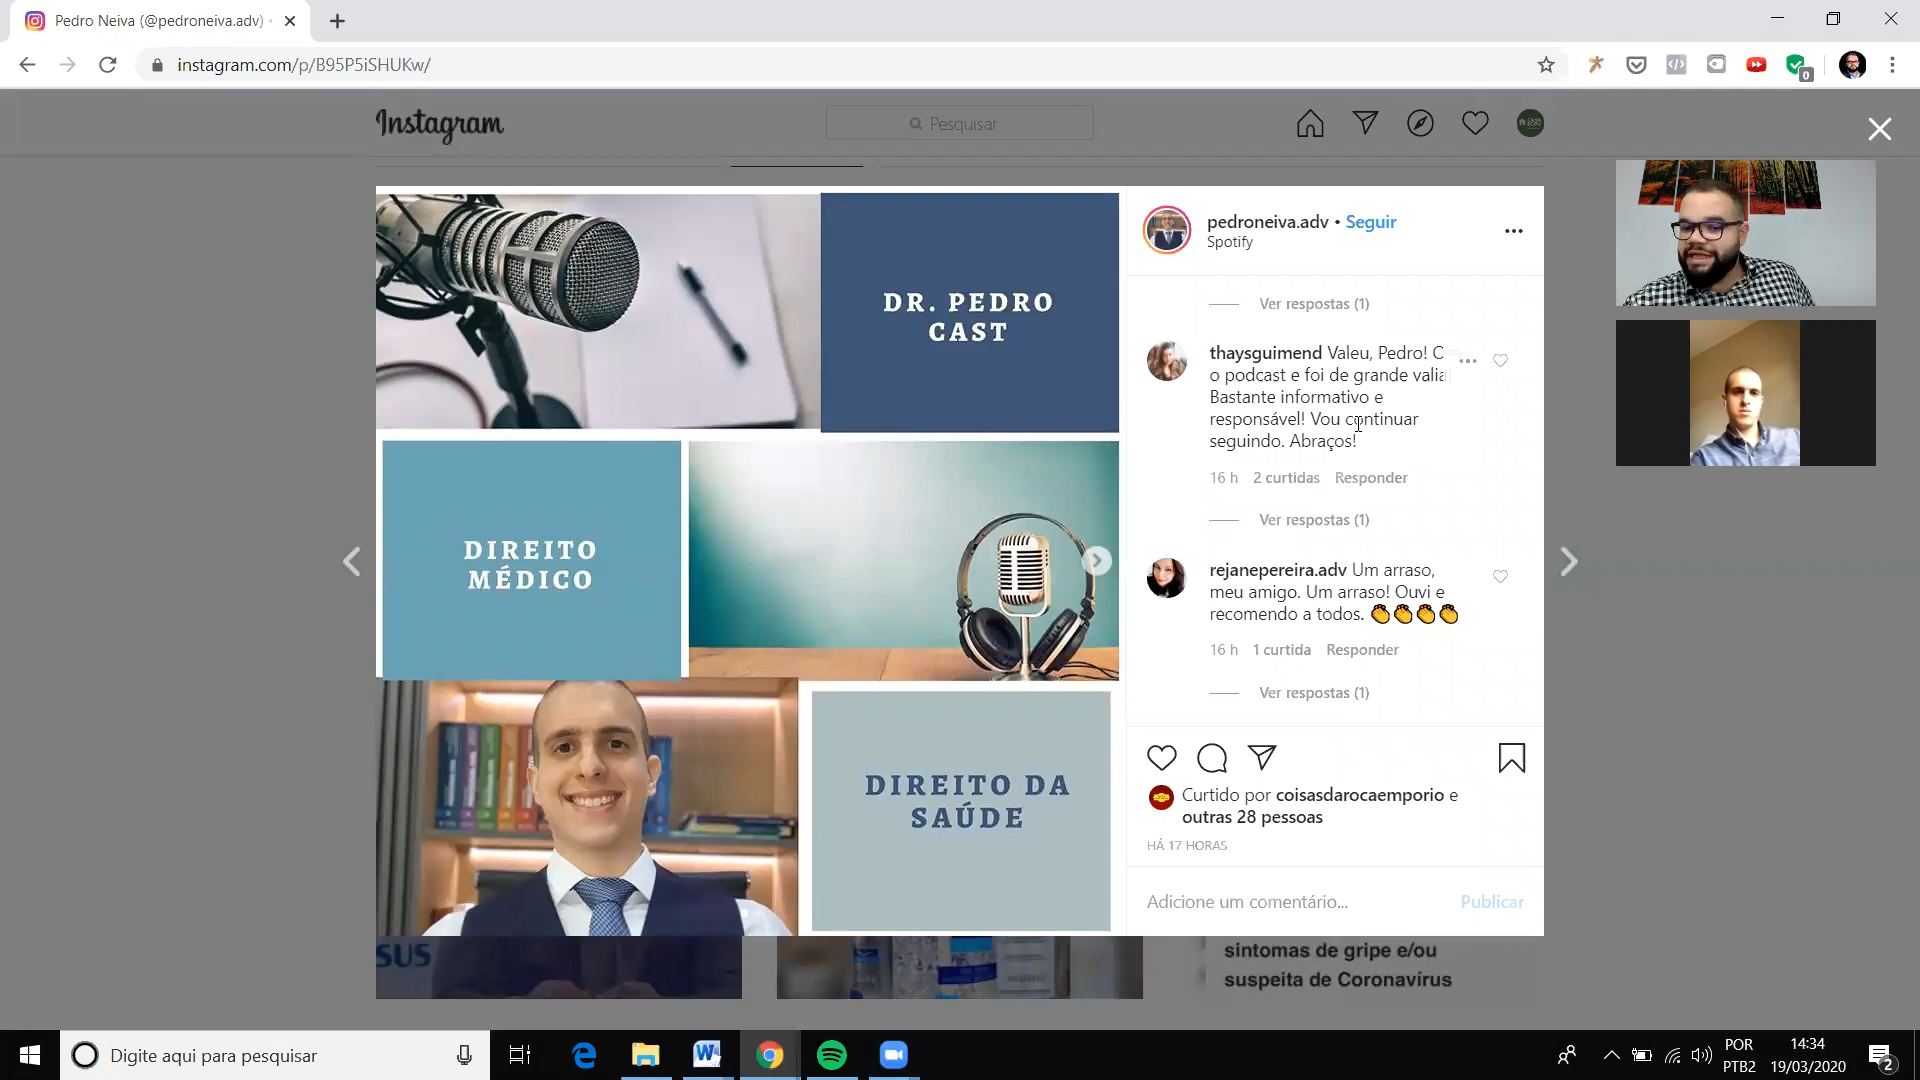 Pedro Neiva (@pedroneiva.adv) •
instagram.com/p/B95P5iSHUKw/
0
Instagram
Pesquisar
DR. PEDRO
CAST
DIREITO
MÉDICO
DIREITO DA
SAÚDE
pedroneiva.adv • Seguir
Spotify
Ver respostas (1)
thaysguimend Valeu, Pedro! O
o podcast e foi de grande valia
Bastante informativo e
responsável! Vou continuar
seguindo. Abraços!
16 h 2 curtidas Responder
Ver respostas (1)
rejanepereira.adv Um arraso,
meu amigo. Um arraso! Ouvi e
recomendo a todos. 👏👏👏👏
16 h 1 curtida Responder
Ver respostas (1)
Curtido por coisasdarocaemporio e
outras 28 pessoas
HÁ 17 HORAS
Adicione um comentário...
Publicar
SUS
sintomas de gripe e/ou
suspeita de Coronavírus
Digite aqui para pesquisar
POR
PTB2
14:34
19/03/2020
2